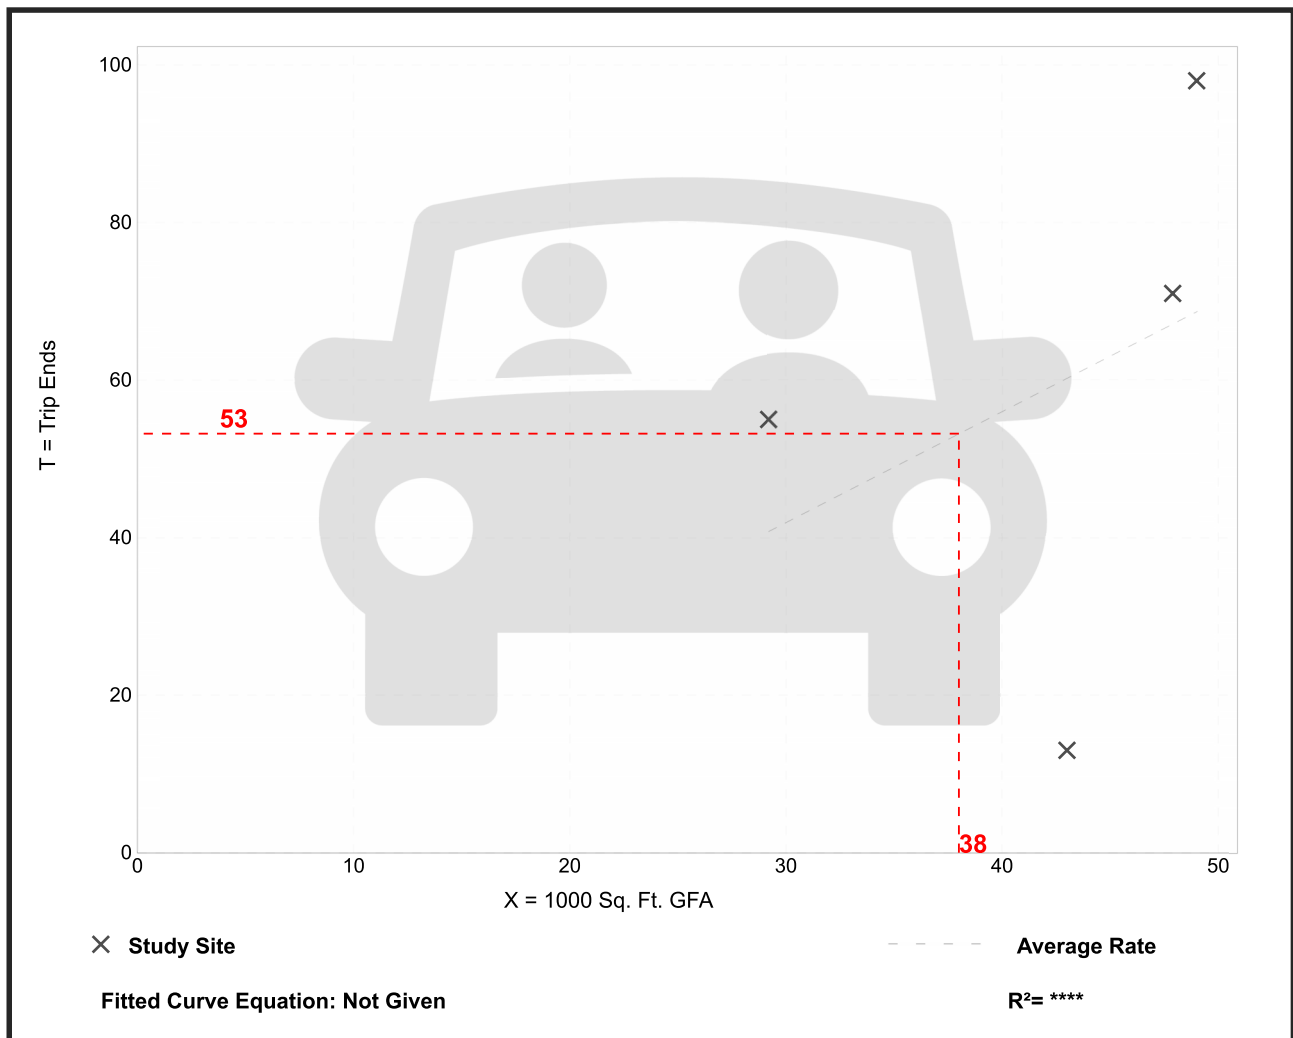 100
80
60
53
40
20
0
38
0 10 20 30 40 50
T = Trip Ends
X = 1000 Sq. Ft. GFA
Study Site
Average Rate
Fitted Curve Equation: Not Given
R²= ****